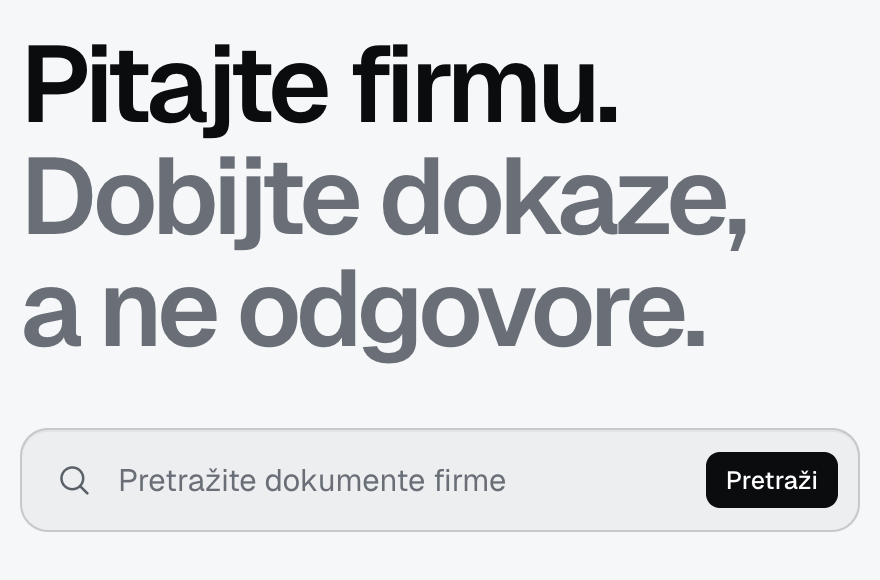 Pitajte firmu.
Dobijte dokaze,
a ne odgovore.
Pretražite dokumente firme
Pretraži